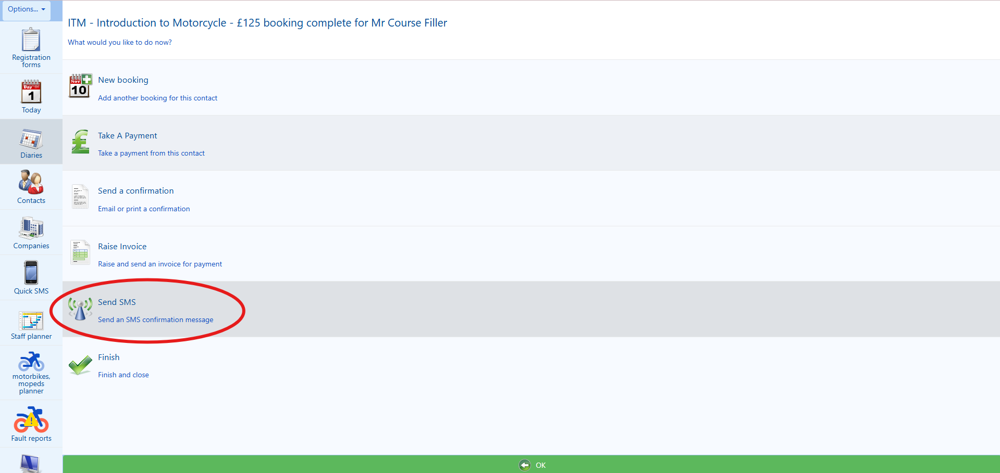 Options...
Registration
forms
Day
1
Today
Diaries
Contacts
Companies
Quick SMS
Staff planner
motorbikes,
mopeds
planner
Fault reports
ITM - Introduction to Motorcycle - £125 booking complete for Mr Course Filler
What would you like to do now?
Nov
10
New booking
Add another booking for this contact
Take A Payment
Take a payment from this contact
Send a confirmation
Email or print a confirmation
Raise Invoice
Raise and send an invoice for payment
Send SMS
Send an SMS confirmation message
Finish
Finish and close
OK